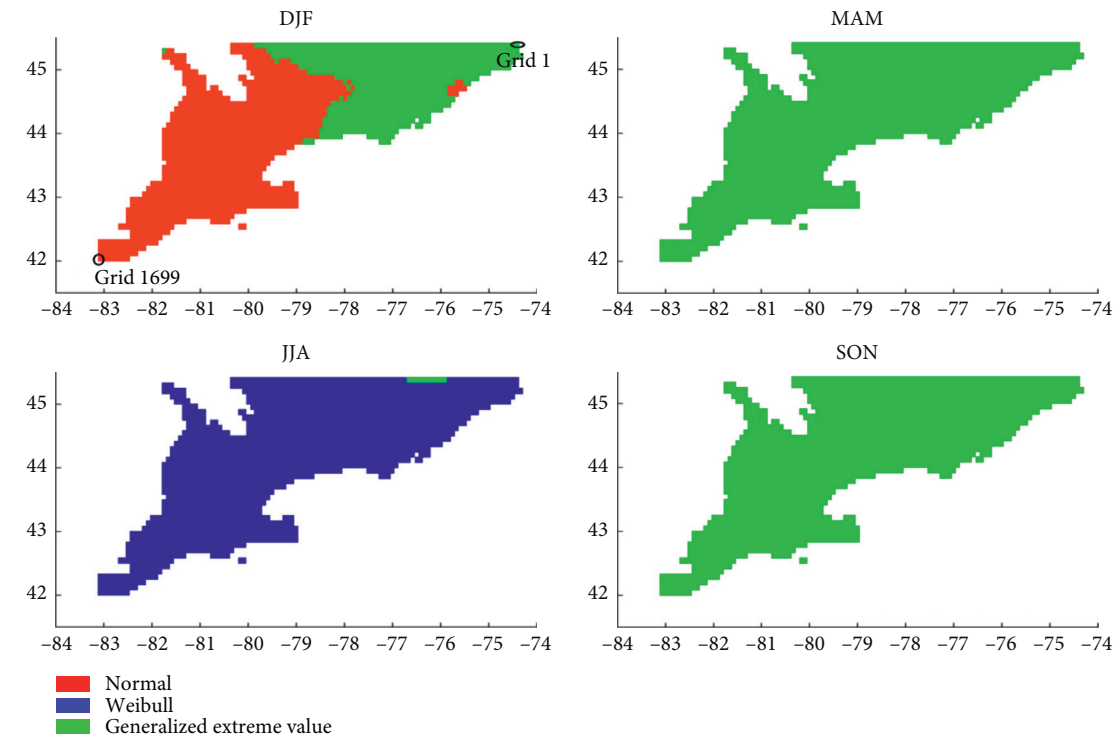 DJF
45
44
43
42
Grid 1
Grid 1699
–84 –83 –82 –81 –80 –79 –78 –77 –76 –75 –74
MAM
45
44
43
42
–84 –83 –82 –81 –80 –79 –78 –77 –76 –75 –74
JJA
45
44
43
42
–84 –83 –82 –81 –80 –79 –78 –77 –76 –75 –74
SON
45
44
43
42
–84 –83 –82 –81 –80 –79 –78 –77 –76 –75 –74
Normal
Weibull
Generalized extreme value